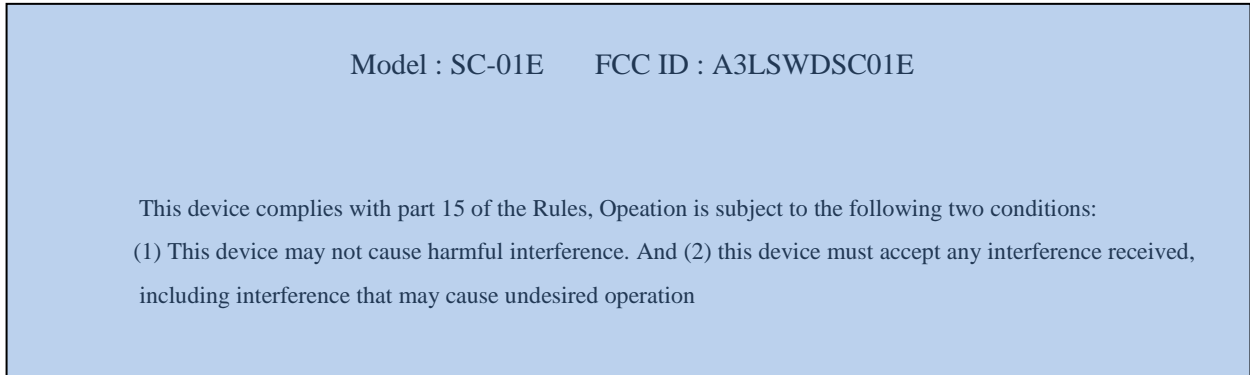 Model : SC-01E FCC ID : A3LSWDSC01E
This device complies with part 15 of the Rules, Opeation is subject to the following two conditions:
(1) This device may not cause harmful interference. And (2) this device must accept any interference received,
including interference that may cause undesired operation